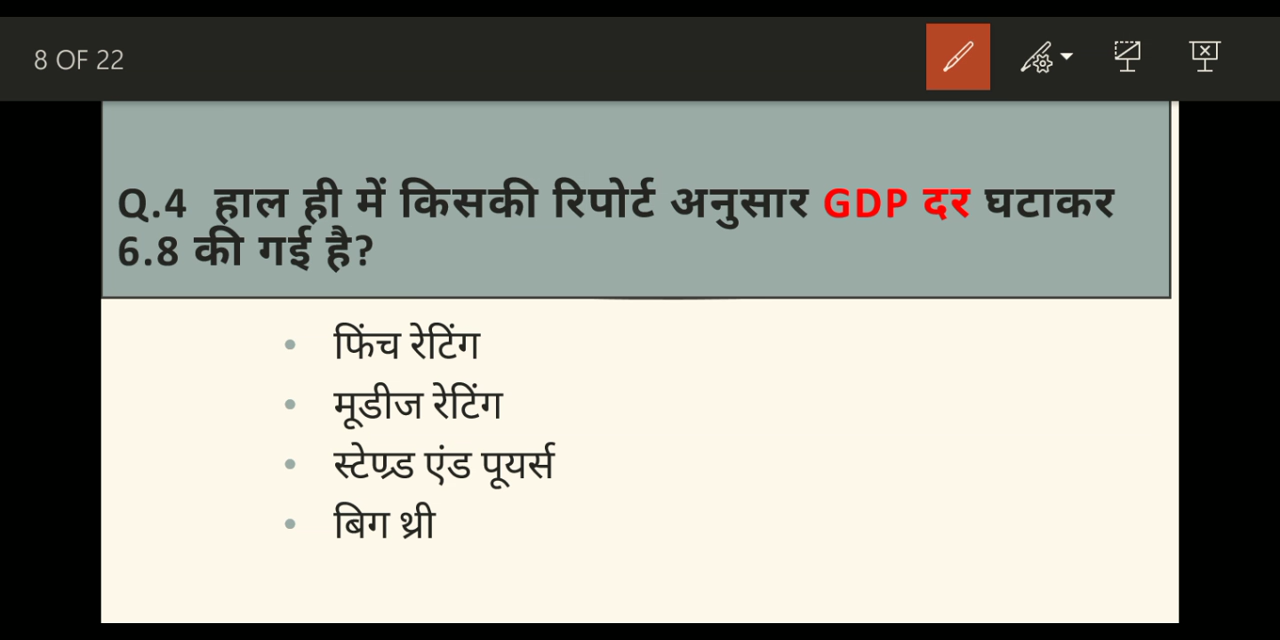 8 OF 22
Q.4 हाल ही में किसकी रिपोर्ट अनुसार GDP दर घटाकर
6.8 की गई है?
• फिंच रेटिंग
• मूडीज रेटिंग
• स्टेण्र्ड एंड पूयर्स
• बिग थ्री